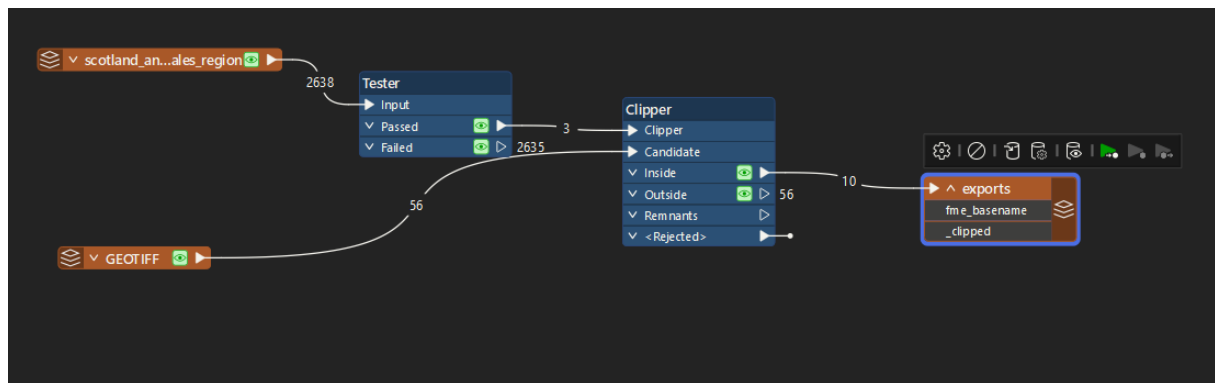 scotland_an...ales_region
2638
Tester
Input
Passed
3
Failed
2635
Clipper
Clipper
Candidate
Inside
10
Outside
56
Remnants
<Rejected>
56
GEOTIFF
exports
fme_basename
_clipped